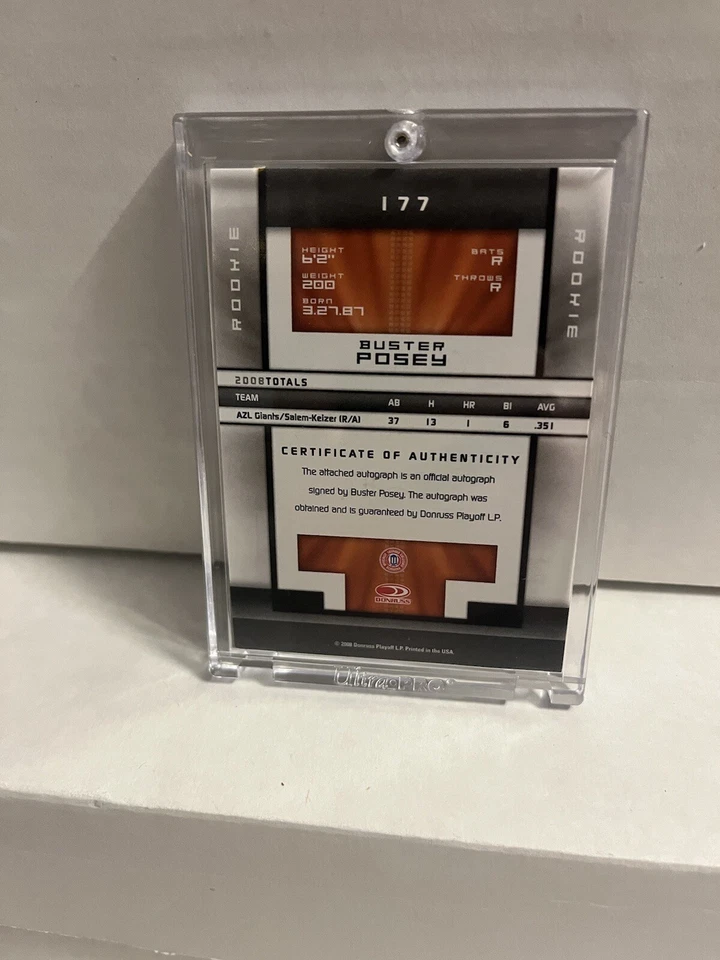 177
ROOKIE
ROOKIE
HEIGHT
6'2"
BATS
R
WEIGHT
200
THROWS
R
BORN
3.27.87
BUSTER
POSEY
2008TOTALS
TEAM AB H HR BI AVG
AZL Giants/Salem-Keizer (R/A) 37 13 1 6 .351
CERTIFICATE OF AUTHENTICITY
The attached autograph is an official autograph
signed by Buster Posey. The autograph was
obtained and is guaranteed by Donruss Playoff L.P.
DONRUSS
© 2008 Donruss Playoff L.P. Printed in the USA
Ultra PRO